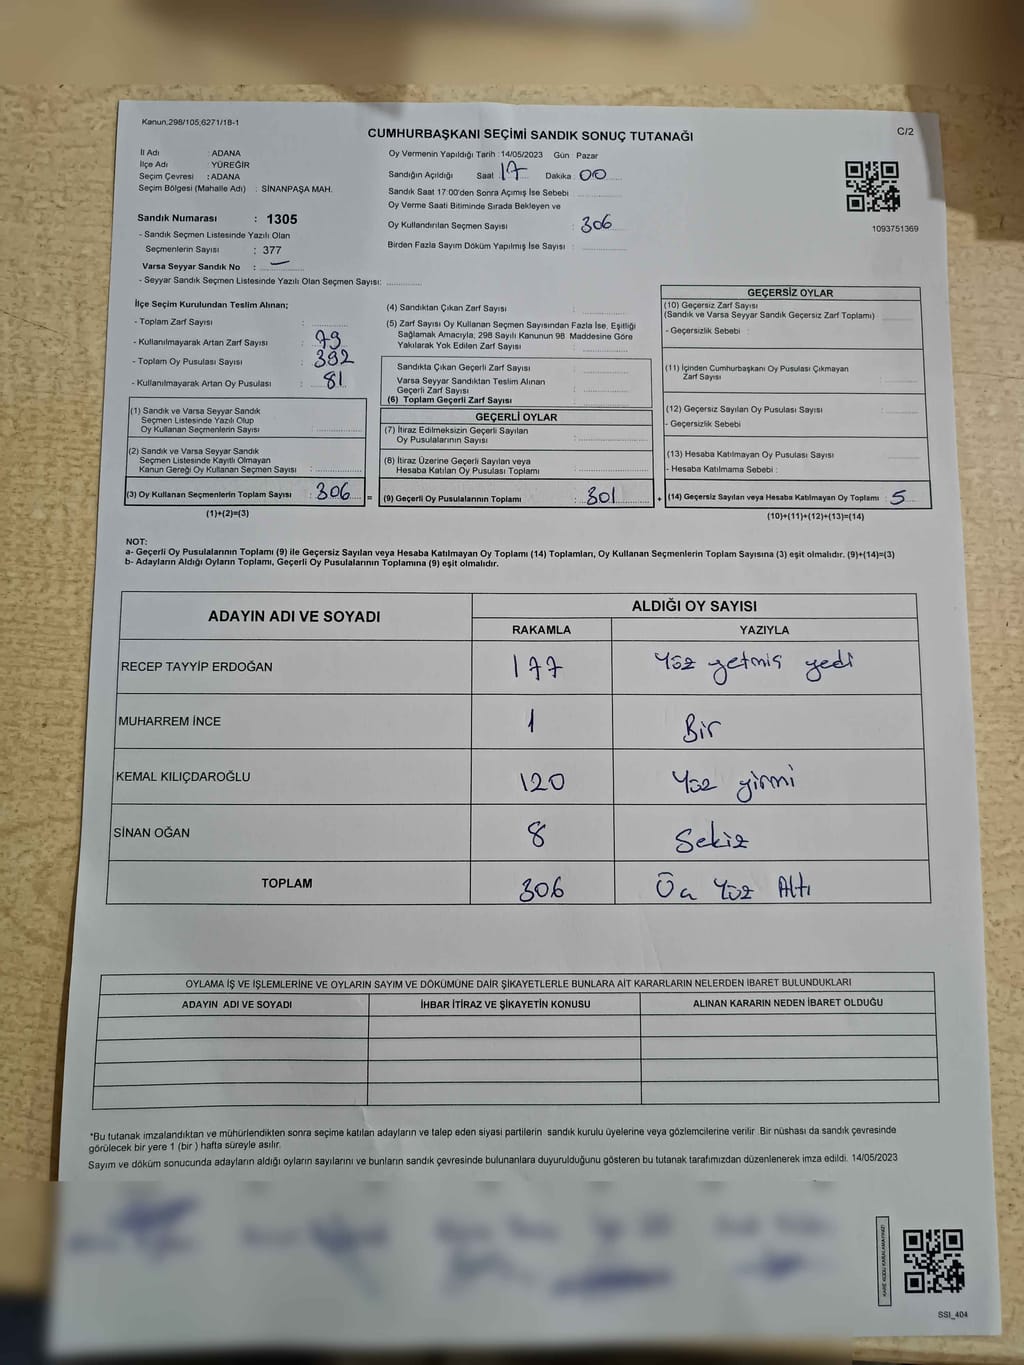 Kanun.298/105,6271/18-1
C/2
CUMHURBAŞKANI SEÇİMİ SANDIK SONUÇ TUTANAĞI
İl Adı : ADANA
İlçe Adı : YÜREĞİR
Seçim Çevresi : ADANA
Seçim Bölgesi (Mahalle Adı) : SİNANPAŞA MAH.
Sandık Numarası : 1305
- Sandık Seçmen Listesinde Yazılı Olan
Seçmenlerin Sayısı : 377
Varsa Seyyar Sandık No : —
- Seyyar Sandık Seçmen Listesinde Yazılı Olan Seçmen Sayısı:
Oy Vermenin Yapıldığı Tarih : 14/05/2023 Gün Pazar
Sandığın Açıldığı Saat : 17 Dakika 00
Sandık Saat 17:00'den Sonra Açımış İse Sebebi
Oy Verme Saati Bitiminde Sırada Bekleyen ve
Oy Kullandırılan Seçmen Sayısı : 306
Birden Fazla Sayım Döküm Yapılmış İse Sayısı :
1093751369
İlçe Seçim Kurulundan Teslim Alınan;
- Toplam Zarf Sayısı :
- Kullanılmayarak Artan Zarf Sayısı : 79
- Toplam Oy Pusulası Sayısı :
- Kullanılmayarak Artan Oy Pusulası : 81
(1) Sandık ve Varsa Seyyar Sandık
Seçmen Listesinde Yazılı Olup
Oy Kullanan Seçmenlerin Sayısı :
(2) Sandık ve Varsa Seyyar Sandık
Seçmen Listesinde Kayıtlı Olmayan
Kanun Gereği Oy Kullanan Seçmen Sayısı :
(3) Oy Kullanan Seçmenlerin Toplam Sayısı : 306 =
(1)+(2)=(3)
(4) Sandıktan Çıkan Zarf Sayısı :
(5) Zarf Sayısı Oy Kullanan Seçmen Sayısından Fazla İse, Eşitliği
Sağlamak Amacıyla, 298 Sayılı Kanunun 98. Maddesine Göre
Yakılarak Yok Edilen Zarf Sayısı :
Sandıkta Çıkan Geçerli Zarf Sayısı :
Varsa Seyyar Sandıktan Teslim Alınan
Geçerli Zarf Sayısı :
(6) Toplam Geçerli Zarf Sayısı :
GEÇERLİ OYLAR
(7) İtiraz Edilmeksizin Geçerli Sayılan
Oy Pusulalarının Sayısı :
(8) İtiraz Üzerine Geçerli Sayılan veya
Hesaba Katılan Oy Pusulası Toplamı :
(9) Geçerli Oy Pusulalarının Toplamı : 301 +
GEÇERSİZ OYLAR
(10) Geçersiz Zarf Sayısı
(Sandık ve Varsa Seyyar Sandık Geçersiz Zarf Toplamı) :
- Geçersizlik Sebebi :
(11) İçinden Cumhurbaşkanı Oy Pusulası Çıkmayan
Zarf Sayısı :
(12) Geçersiz Sayılan Oy Pusulası Sayısı :
- Geçersizlik Sebebi
(13) Hesaba Katılmayan Oy Pusulası Sayısı :
- Hesaba Katılmama Sebebi :
(14) Geçersiz Sayılan veya Hesaba Katılmayan Oy Toplamı : 5
(10)+(11)+(12)+(13)=(14)
NOT:
a- Geçerli Oy Pusulalarının Toplamı (9) ile Geçersiz Sayılan veya Hesaba Katılmayan Oy Toplamı (14) Toplamları, Oy Kullanan Seçmenlerin Toplam Sayısına (3) eşit olmalıdır. (9)+(14)=(3)
b- Adayların Aldığı Oyların Toplamı, Geçerli Oy Pusulalarının Toplamına (9) eşit olmalıdır.
ADAYIN ADI VE SOYADI ALDIĞI OY SAYISI
RAKAMLA YAZIYLA
RECEP TAYYİP ERDOĞAN 177 Yüz yetmiş yedi
MUHARREM İNCE 1 Bir
KEMAL KILIÇDAROĞLU 120 Yüz yirmi
SİNAN OĞAN 8 Sekiz
TOPLAM 306 Üç Yüz Altı
OYLAMA İŞ VE İŞLEMLERİNE VE OYLARIN SAYIM VE DÖKÜMÜNE DAİR ŞİKAYETLERLE BUNLARA AİT KARARLARIN NELERDEN İBARET BULUNDUKLARI
ADAYIN ADI VE SOYADI İHBAR İTİRAZ VE ŞİKAYETİN KONUSU ALINAN KARARIN NEDEN İBARET OLDUĞU
*Bu tutanak imzalandıktan ve mühürlendikten sonra seçime katılan adayların ve talep eden siyasi partilerin sandık kurulu üyelerine veya gözlemcilerine verilir. Bir nüshası da sandık çevresinde
görülecek bir yere 1 (bir) hafta süreyle asılır.
Sayım ve döküm sonucunda adayların aldığı oyların sayılarını ve bunların sandık çevresinde bulunanlara duyurulduğunu gösteren bu tutanak tarafımızdan düzenlenerek imza edildi. 14/05/2023
SSI_404